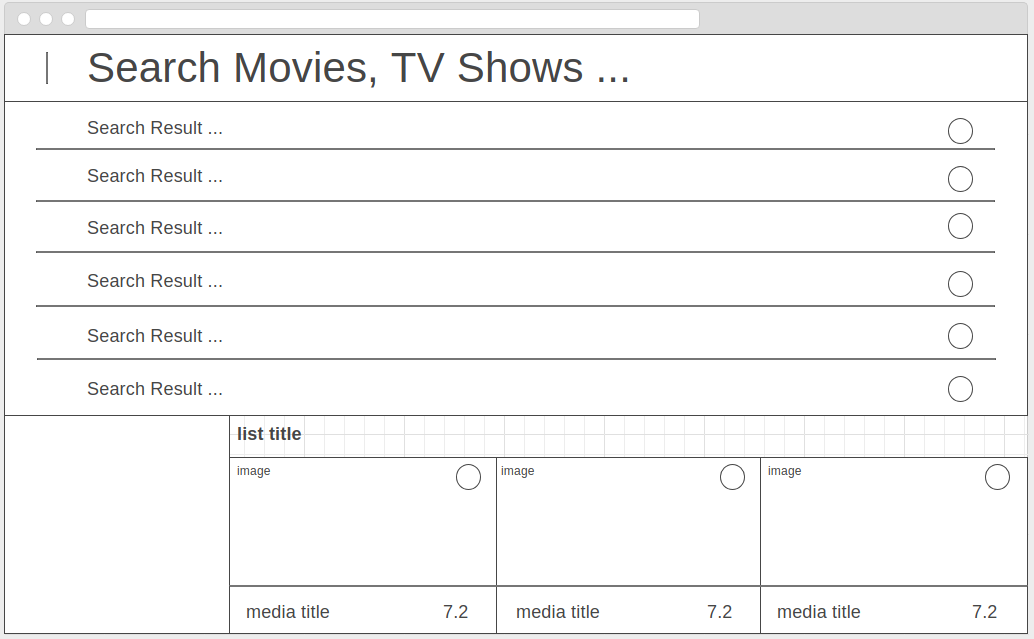 Search Movies, TV Shows ...
Search Result ...
Search Result ...
Search Result ...
Search Result ...
Search Result ...
Search Result ...
list title
image image image
media title 7.2 media title 7.2 media title 7.2